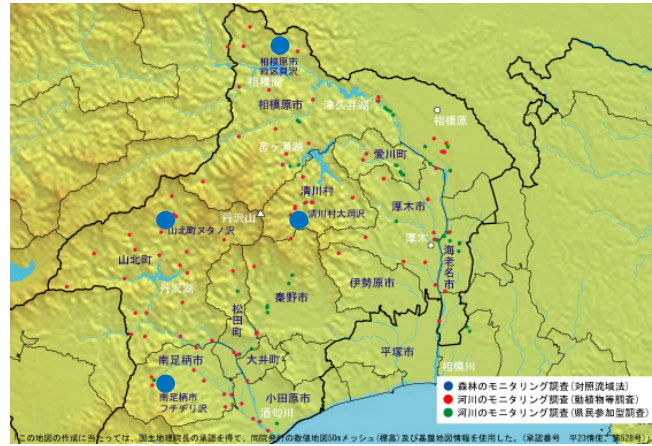 相模原市
緑区貝沢
相模湖
相模原市
津久井湖
相模原
宮ヶ瀬湖
愛川町
清川村
丹沢山
清川村大洞沢
厚木市
山北町ヌタノ沢
厚木
海老名市
山北町
丹沢湖
伊勢原市
秦野市
松田町
南足柄市
大井町
平塚市
相模川
南足柄市
フチヂリ沢
小田原市
酒匂川
森林のモニタリング調査(対照流域法)
河川のモニタリング調査(動植物等調査)
河川のモニタリング調査(県民参加型調査)
「この地図の作成に当たっては、国土地理院長の承認を得て、同院発行の数値地図50mメッシュ(標高)及び基盤地図情報を使用した。(承認番号 平23情使、第528号)」